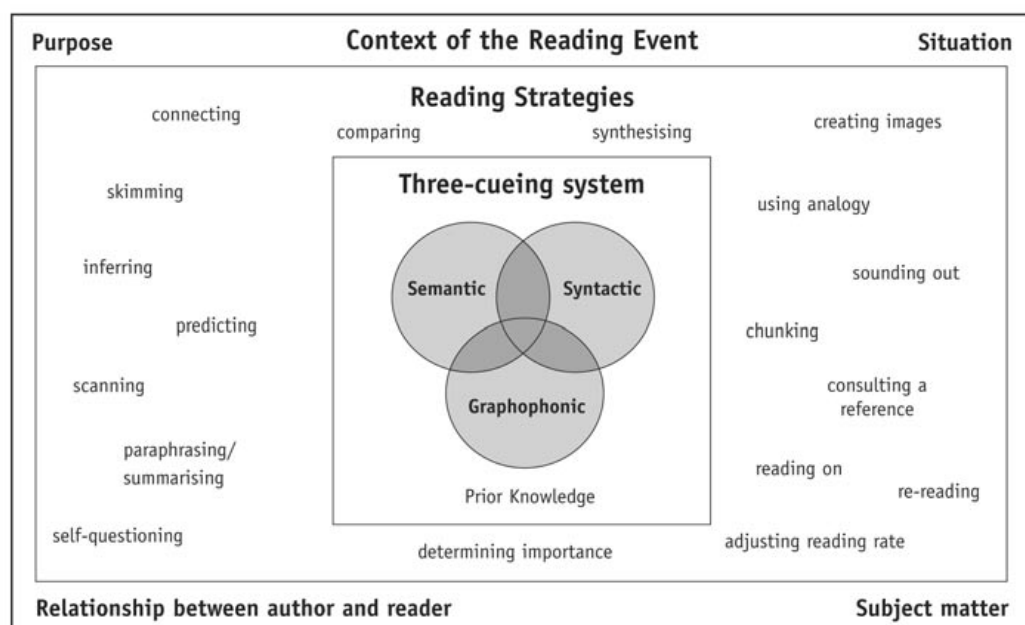 Purpose
Context of the Reading Event
Situation
Reading Strategies
connecting
comparing
synthesising
creating images
skimming
Three-cueing system
using analogy
inferring
Semantic
Syntactic
sounding out
predicting
chunking
scanning
Graphophonic
consulting a
reference
paraphrasing/
summarising
reading on
Prior Knowledge
re-reading
self-questioning
determining importance
adjusting reading rate
Relationship between author and reader
Subject matter